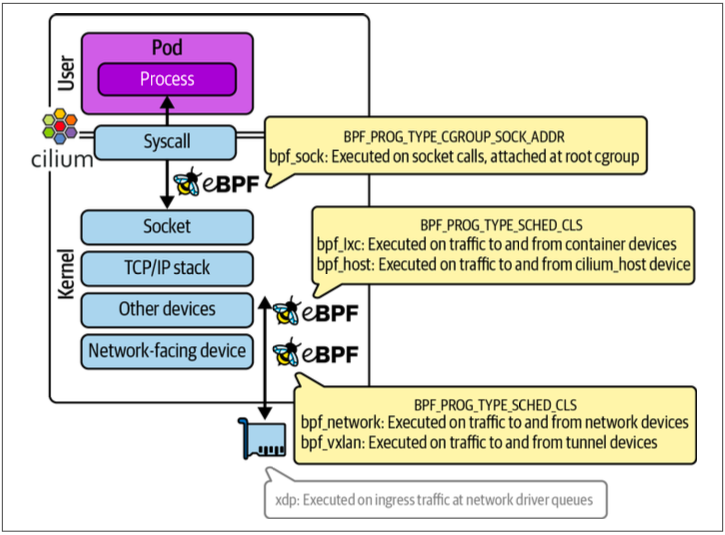 User
Pod
Process
cilium
Syscall
BPF_PROG_TYPE_CGROUP_SOCK_ADDR
bpf_sock: Executed on socket calls, attached at root cgroup
eBPF
Kernel
Socket
BPF_PROG_TYPE_SCHED_CLS
bpf_lxc: Executed on traffic to and from container devices
bpf_host: Executed on traffic to and from cilium_host device
TCP/IP stack
Other devices
eBPF
Network-facing device
eBPF
BPF_PROG_TYPE_SCHED_CLS
bpf_network: Executed on traffic to and from network devices
bpf_vxlan: Executed on traffic to and from tunnel devices
xdp: Executed on ingress traffic at network driver queues